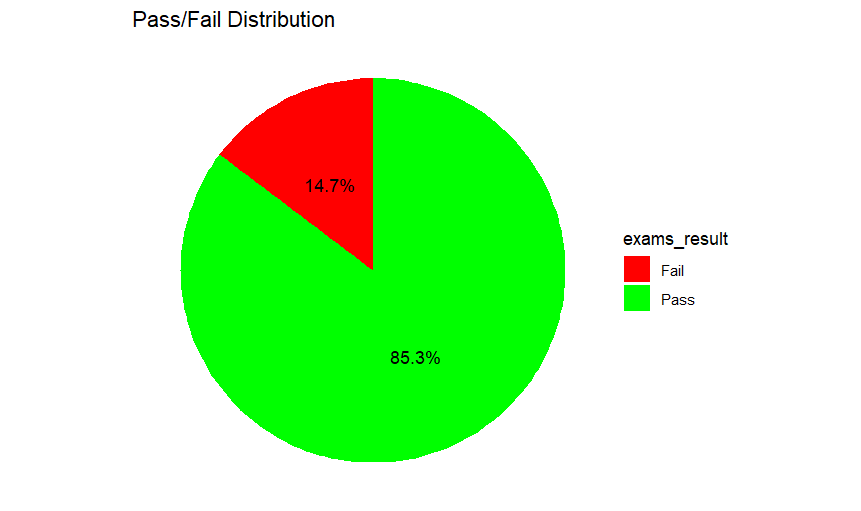 Pass/Fail Distribution
14.7%
85.3%
exams_result
Fail
Pass